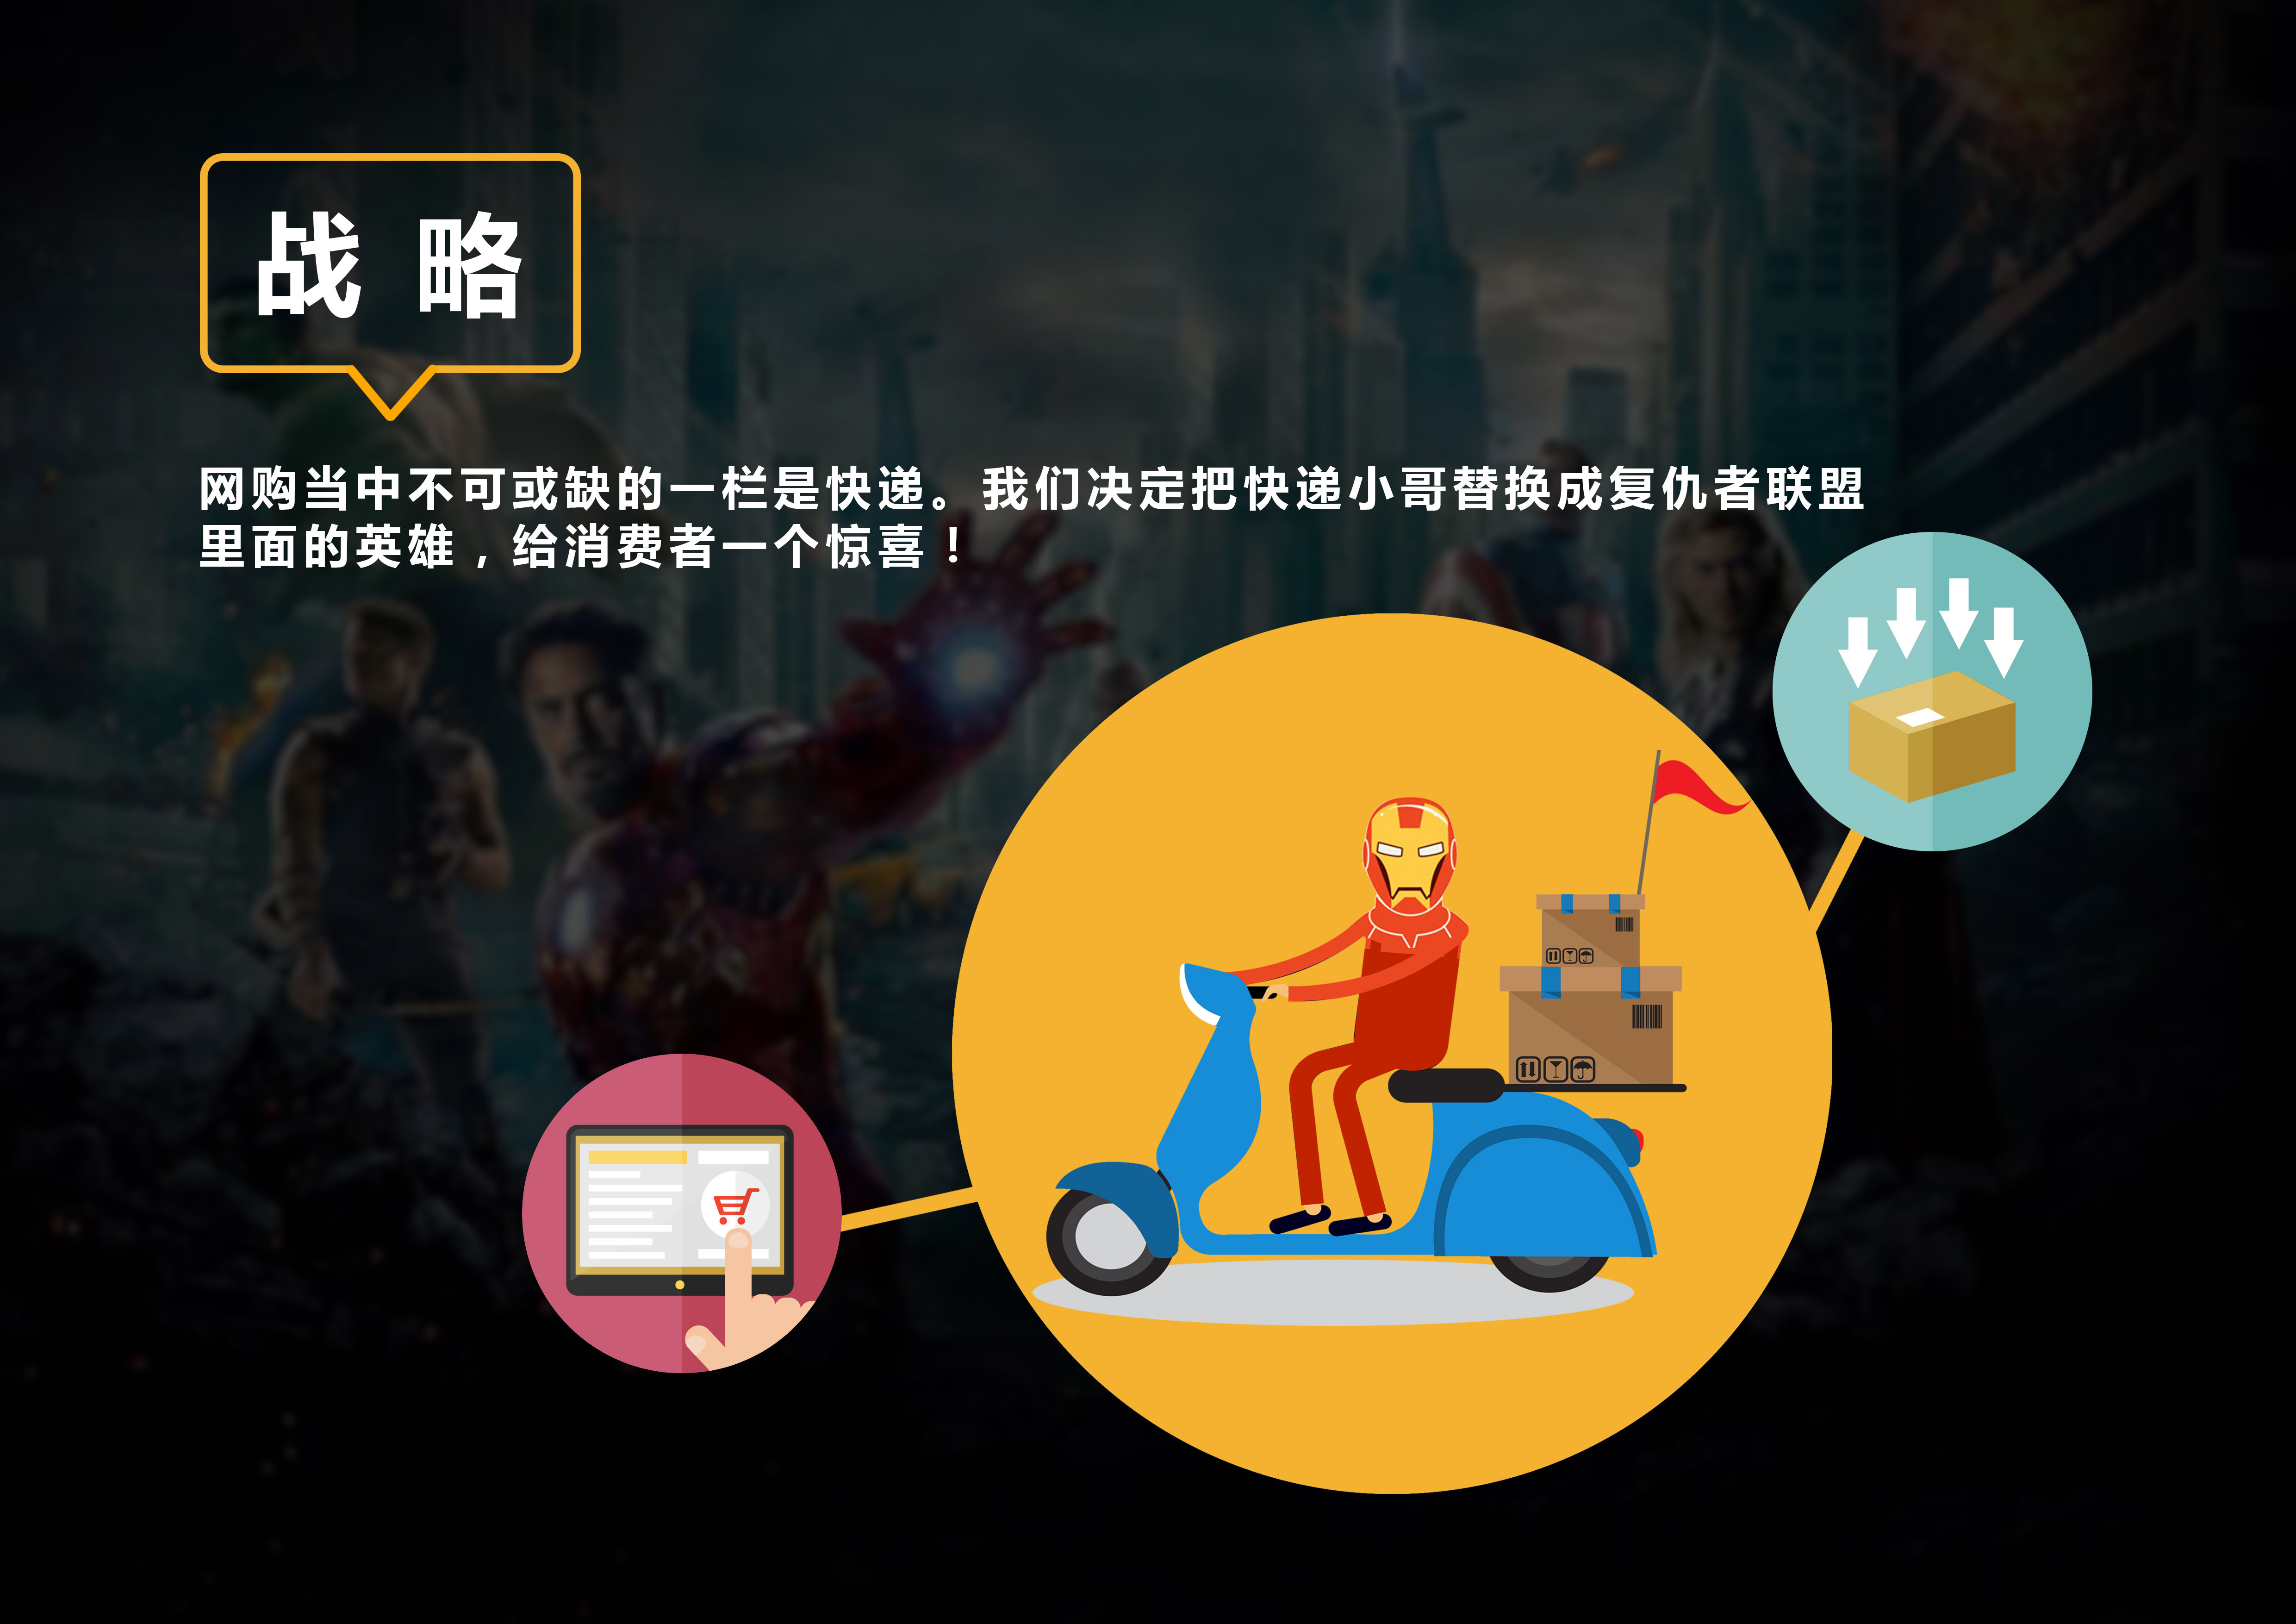 战 略
网购当中不可或缺的一栏是快递。我们决定把快递小哥替换成复仇者联盟
里面的英雄，给消费者一个惊喜！